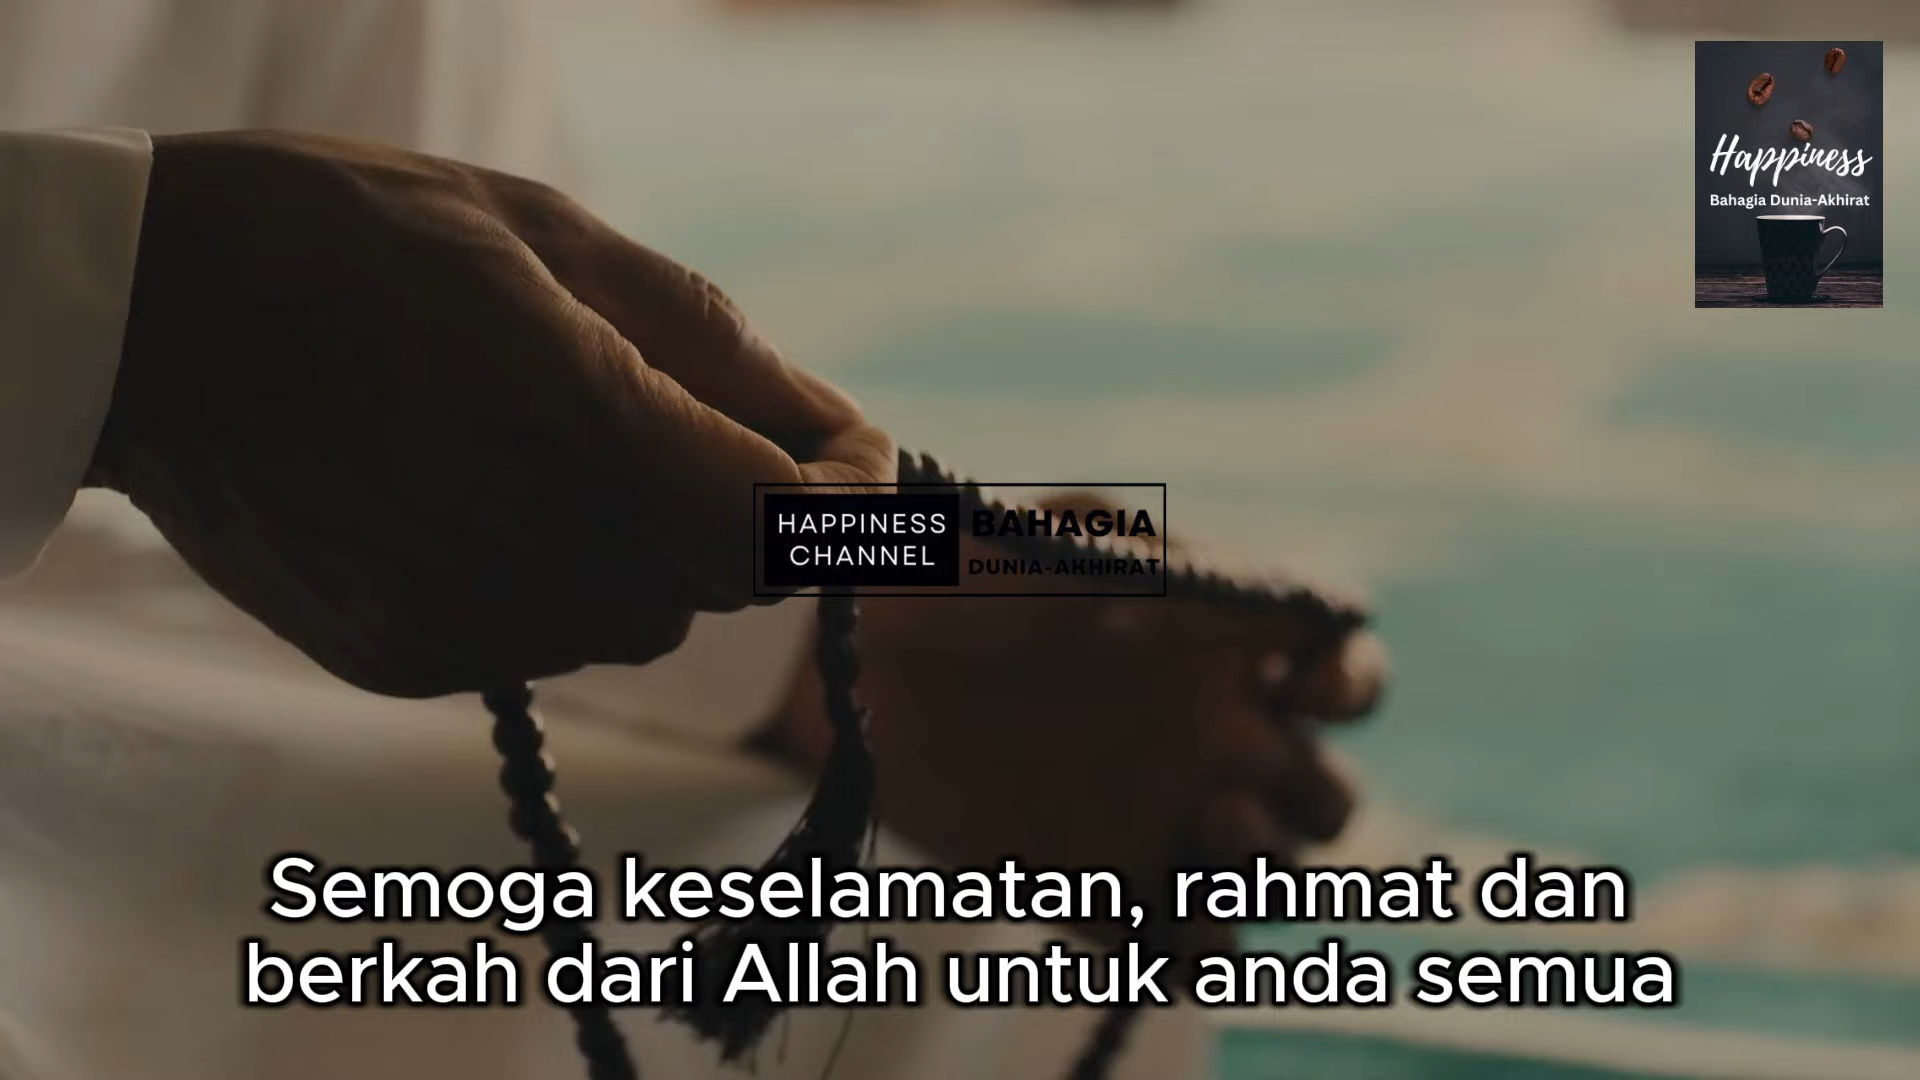 Happiness
Bahagia Dunia-Akhirat
HAPPINESS
CHANNEL
BAHAGIA
DUNIA-AKHIRAT
Semoga keselamatan, rahmat dan
berkah dari Allah untuk anda semua